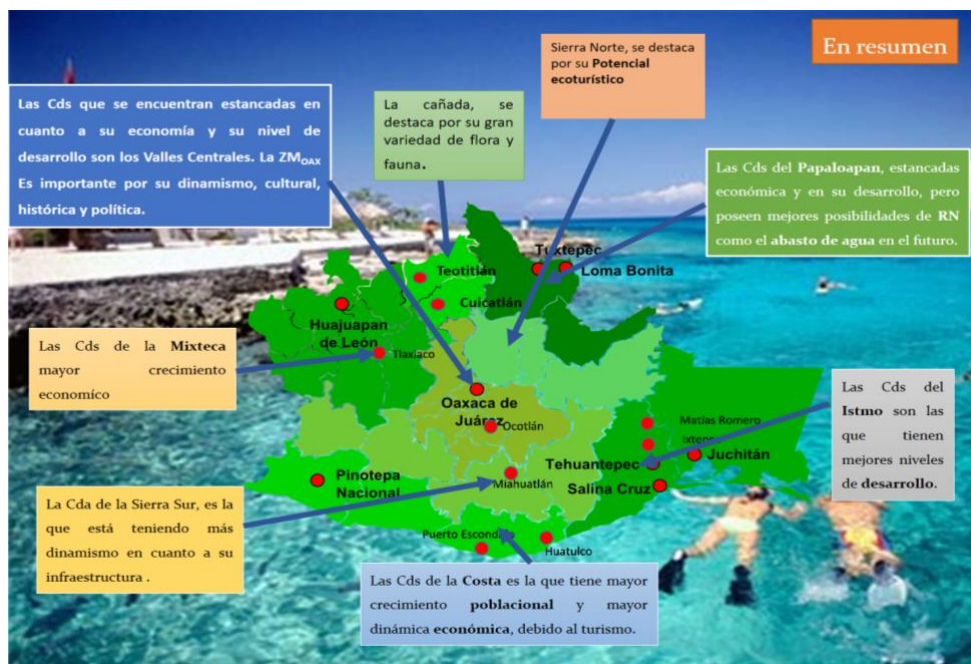 En resumen
Sierra Norte, se destaca
por su Potencial
ecoturístico
Las Cds que se encuentran estancadas en
cuanto a su economía y su nivel de
desarrollo son los Valles Centrales. La ZMOAX
Es importante por su dinamismo, cultural,
histórica y política.
La cañada, se
destaca por su gran
variedad de flora y
fauna.
Las Cds del Papaloapan, estancadas
económica y en su desarrollo, pero
poseen mejores posibilidades de RN
como el abasto de agua en el futuro.
Tuxtepec
Loma Bonita
Teotitlán
Cuicatlán
Huajuapan
de León
Tlaxiaco
Las Cds de la Mixteca
mayor crecimiento
economíco
Oaxaca de
Juárez
Ocotlán
Las Cds del
Istmo son las
que tienen
mejores niveles
de desarrollo.
Matías Romero
Juchitán
Tehuantepec
Salina Cruz
Pinotepa
Nacional
Miahuatlán
La Cda de la Sierra Sur, es la
que está teniendo más
dinamismo en cuanto a su
infraestructura .
Puerto Escondido
Huatulco
Las Cds de la Costa es la que tiene mayor
crecimiento poblacional y mayor
dinámica económica, debido al turismo.